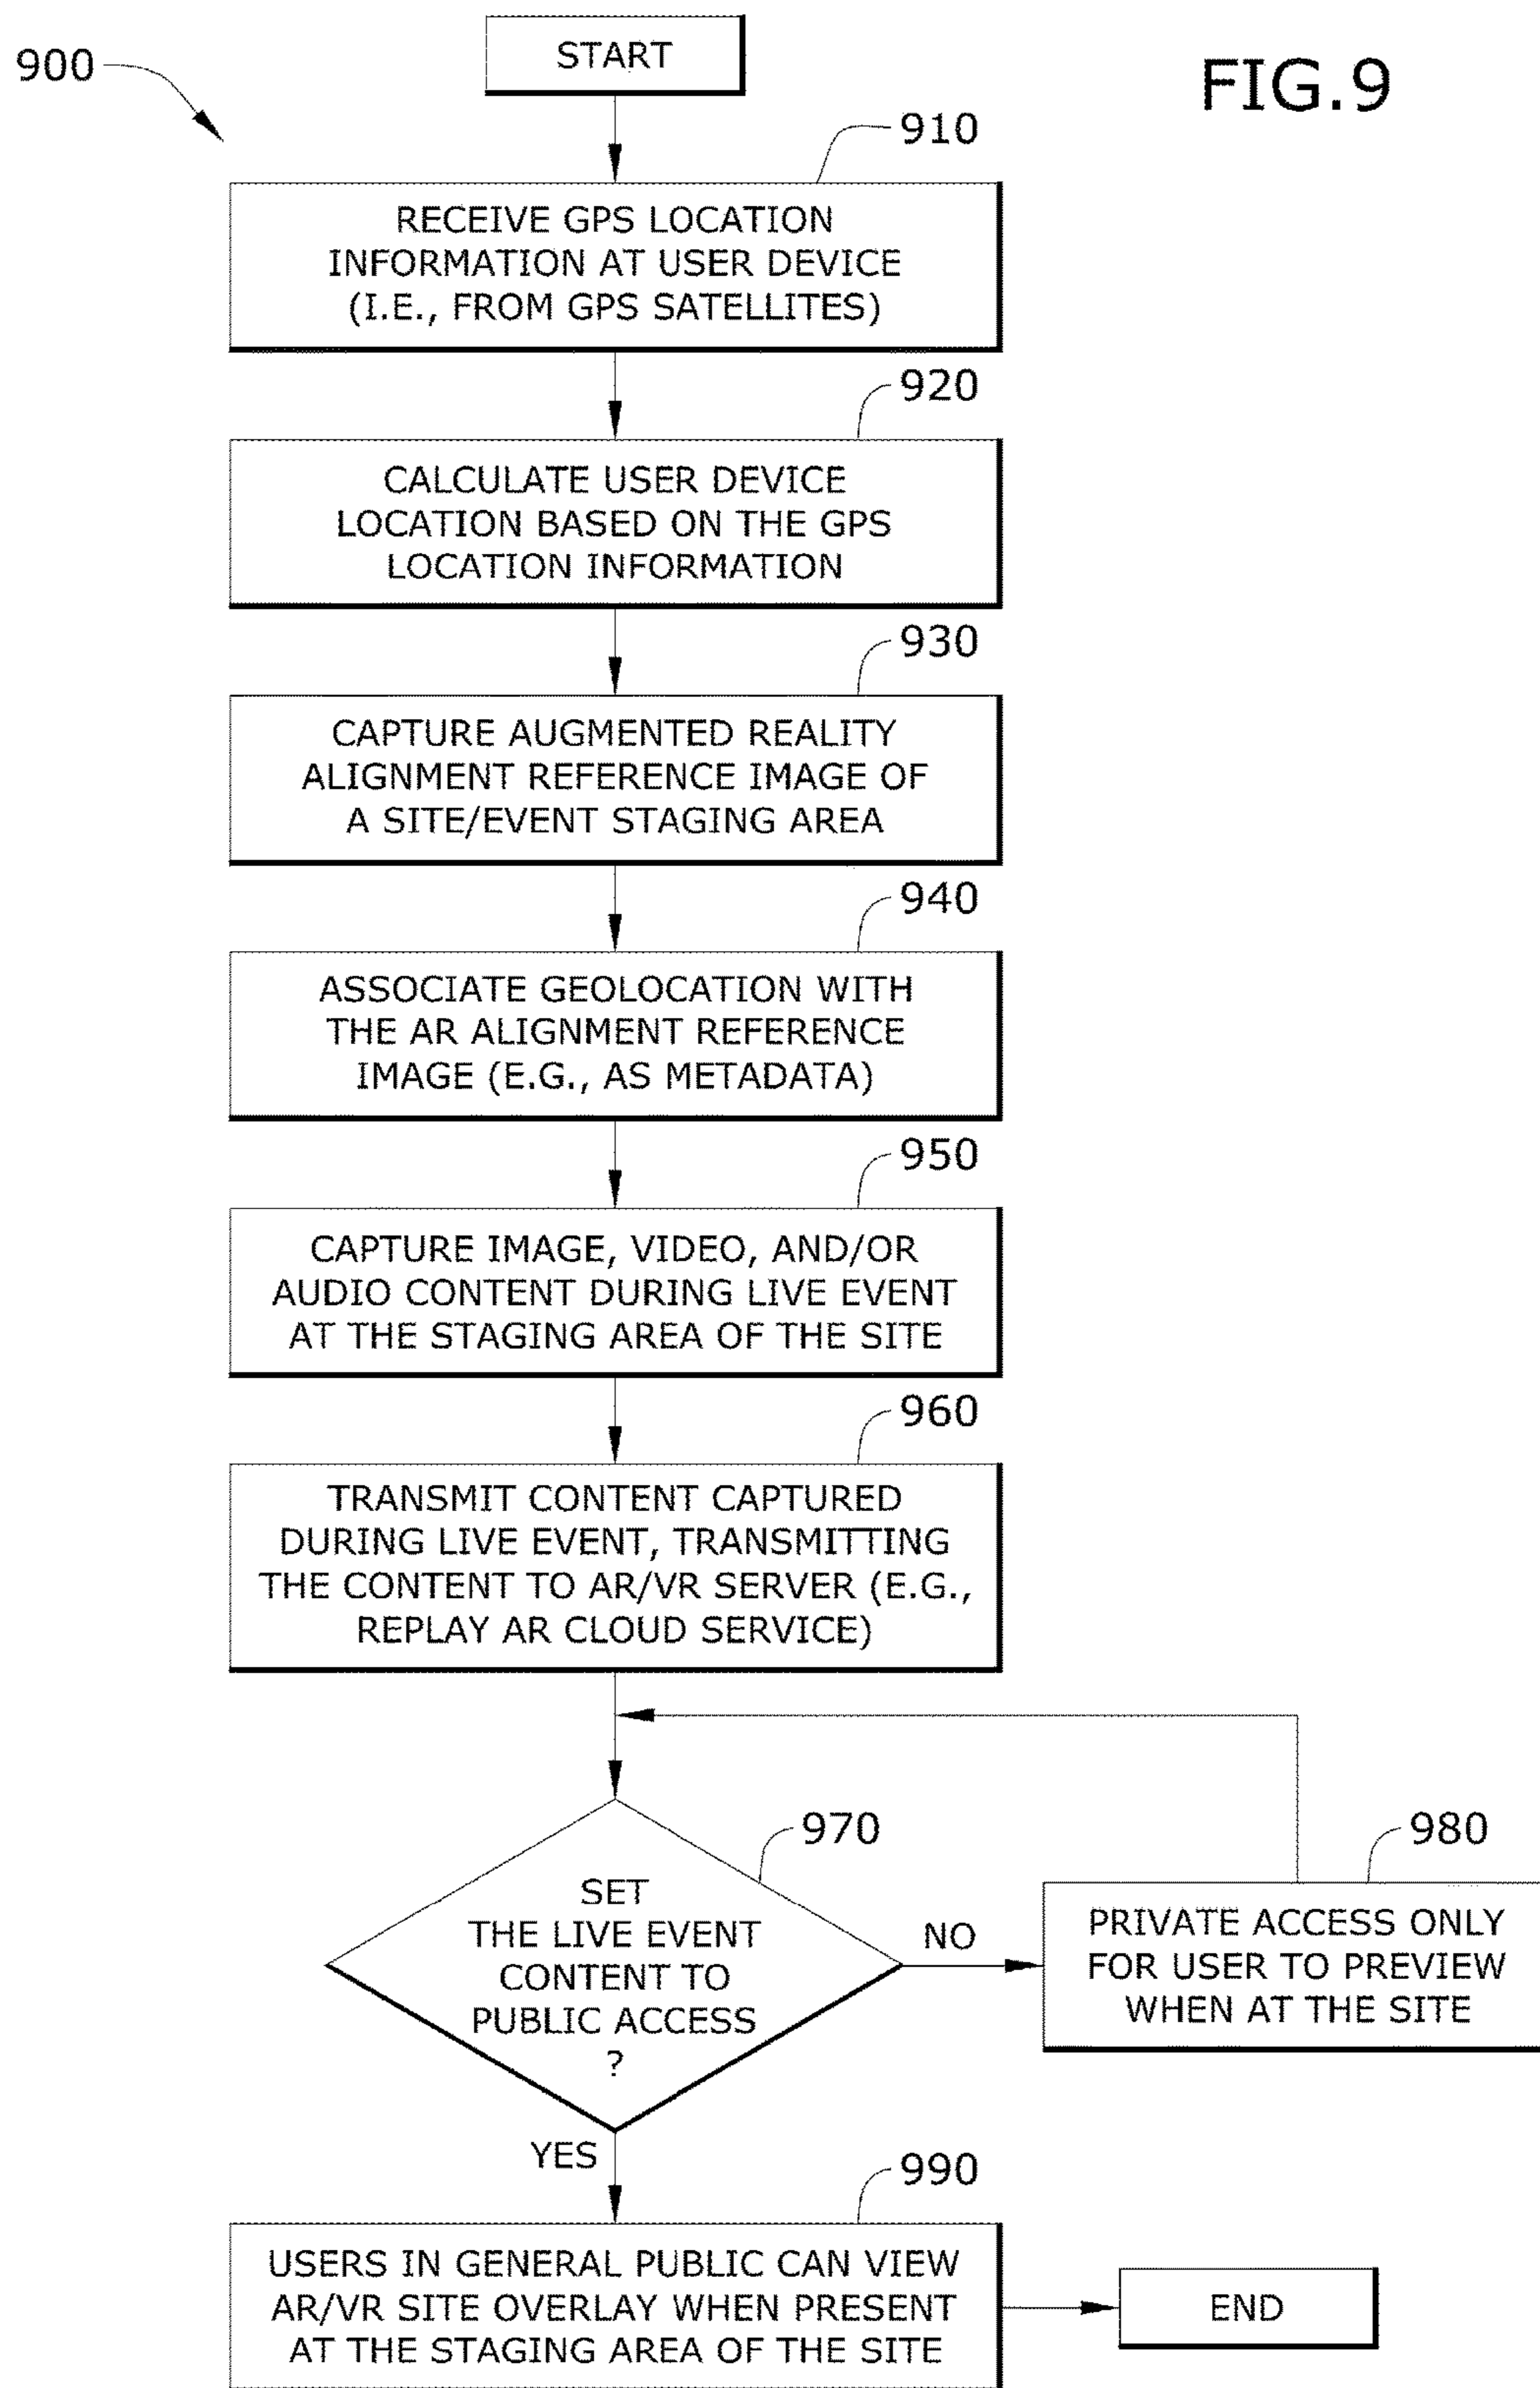 START
900
FIG.9
910
RECEIVE GPS LOCATION
INFORMATION AT USER DEVICE
(I.E., FROM GPS SATELLITES)
920
CALCULATE USER DEVICE
LOCATION BASED ON THE GPS
LOCATION INFORMATION
930
CAPTURE AUGMENTED REALITY
ALIGNMENT REFERENCE IMAGE OF
A SITE/EVENT STAGING AREA
940
ASSOCIATE GEOLOCATION WITH
THE AR ALIGNMENT REFERENCE
IMAGE (E.G., AS METADATA)
950
CAPTURE IMAGE, VIDEO, AND/OR
AUDIO CONTENT DURING LIVE EVENT
AT THE STAGING AREA OF THE SITE
960
TRANSMIT CONTENT CAPTURED
DURING LIVE EVENT, TRANSMITTING
THE CONTENT TO AR/VR SERVER (E.G.,
REPLAY AR CLOUD SERVICE)
970
SET
THE LIVE EVENT
CONTENT TO
PUBLIC ACCESS
?
NO
980
PRIVATE ACCESS ONLY
FOR USER TO PREVIEW
WHEN AT THE SITE
YES
990
USERS IN GENERAL PUBLIC CAN VIEW
AR/VR SITE OVERLAY WHEN PRESENT
AT THE STAGING AREA OF THE SITE
END